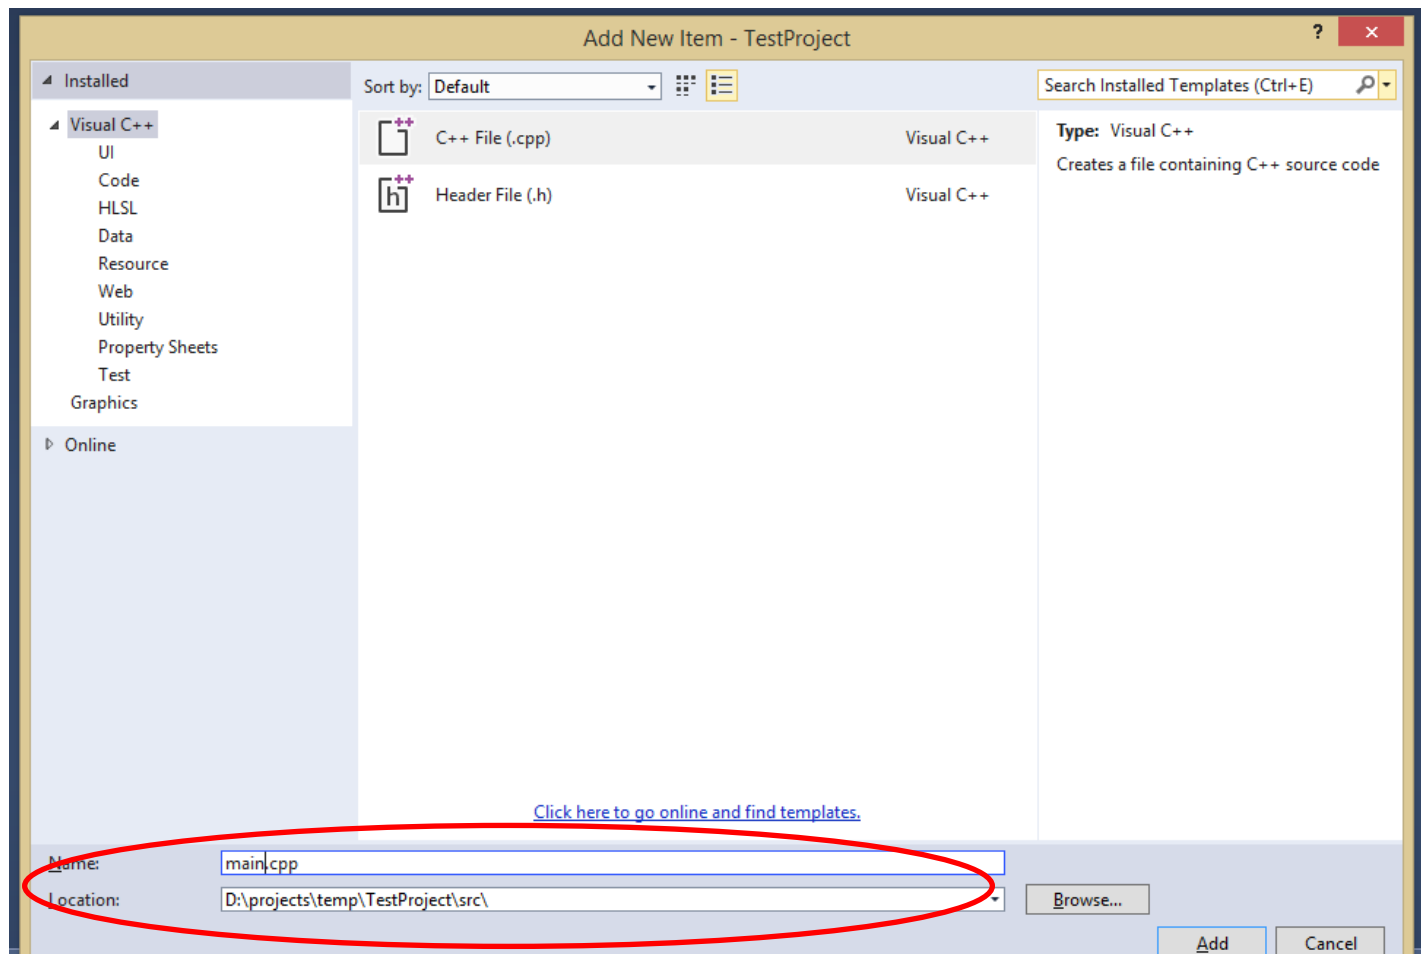 Add New Item - TestProject
?
Installed
Sort by: Default
Search Installed Templates (Ctrl+E)
Visual C++
UI
Code
HLSL
Data
Resource
Web
Utility
Property Sheets
Test
Graphics
Online
C++ File (.cpp) Visual C++
Header File (.h) Visual C++
Type: Visual C++
Creates a file containing C++ source code
Click here to go online and find templates.
Name: main.cpp
Location: D:\projects\temp\TestProject\src\
Browse...
Add Cancel